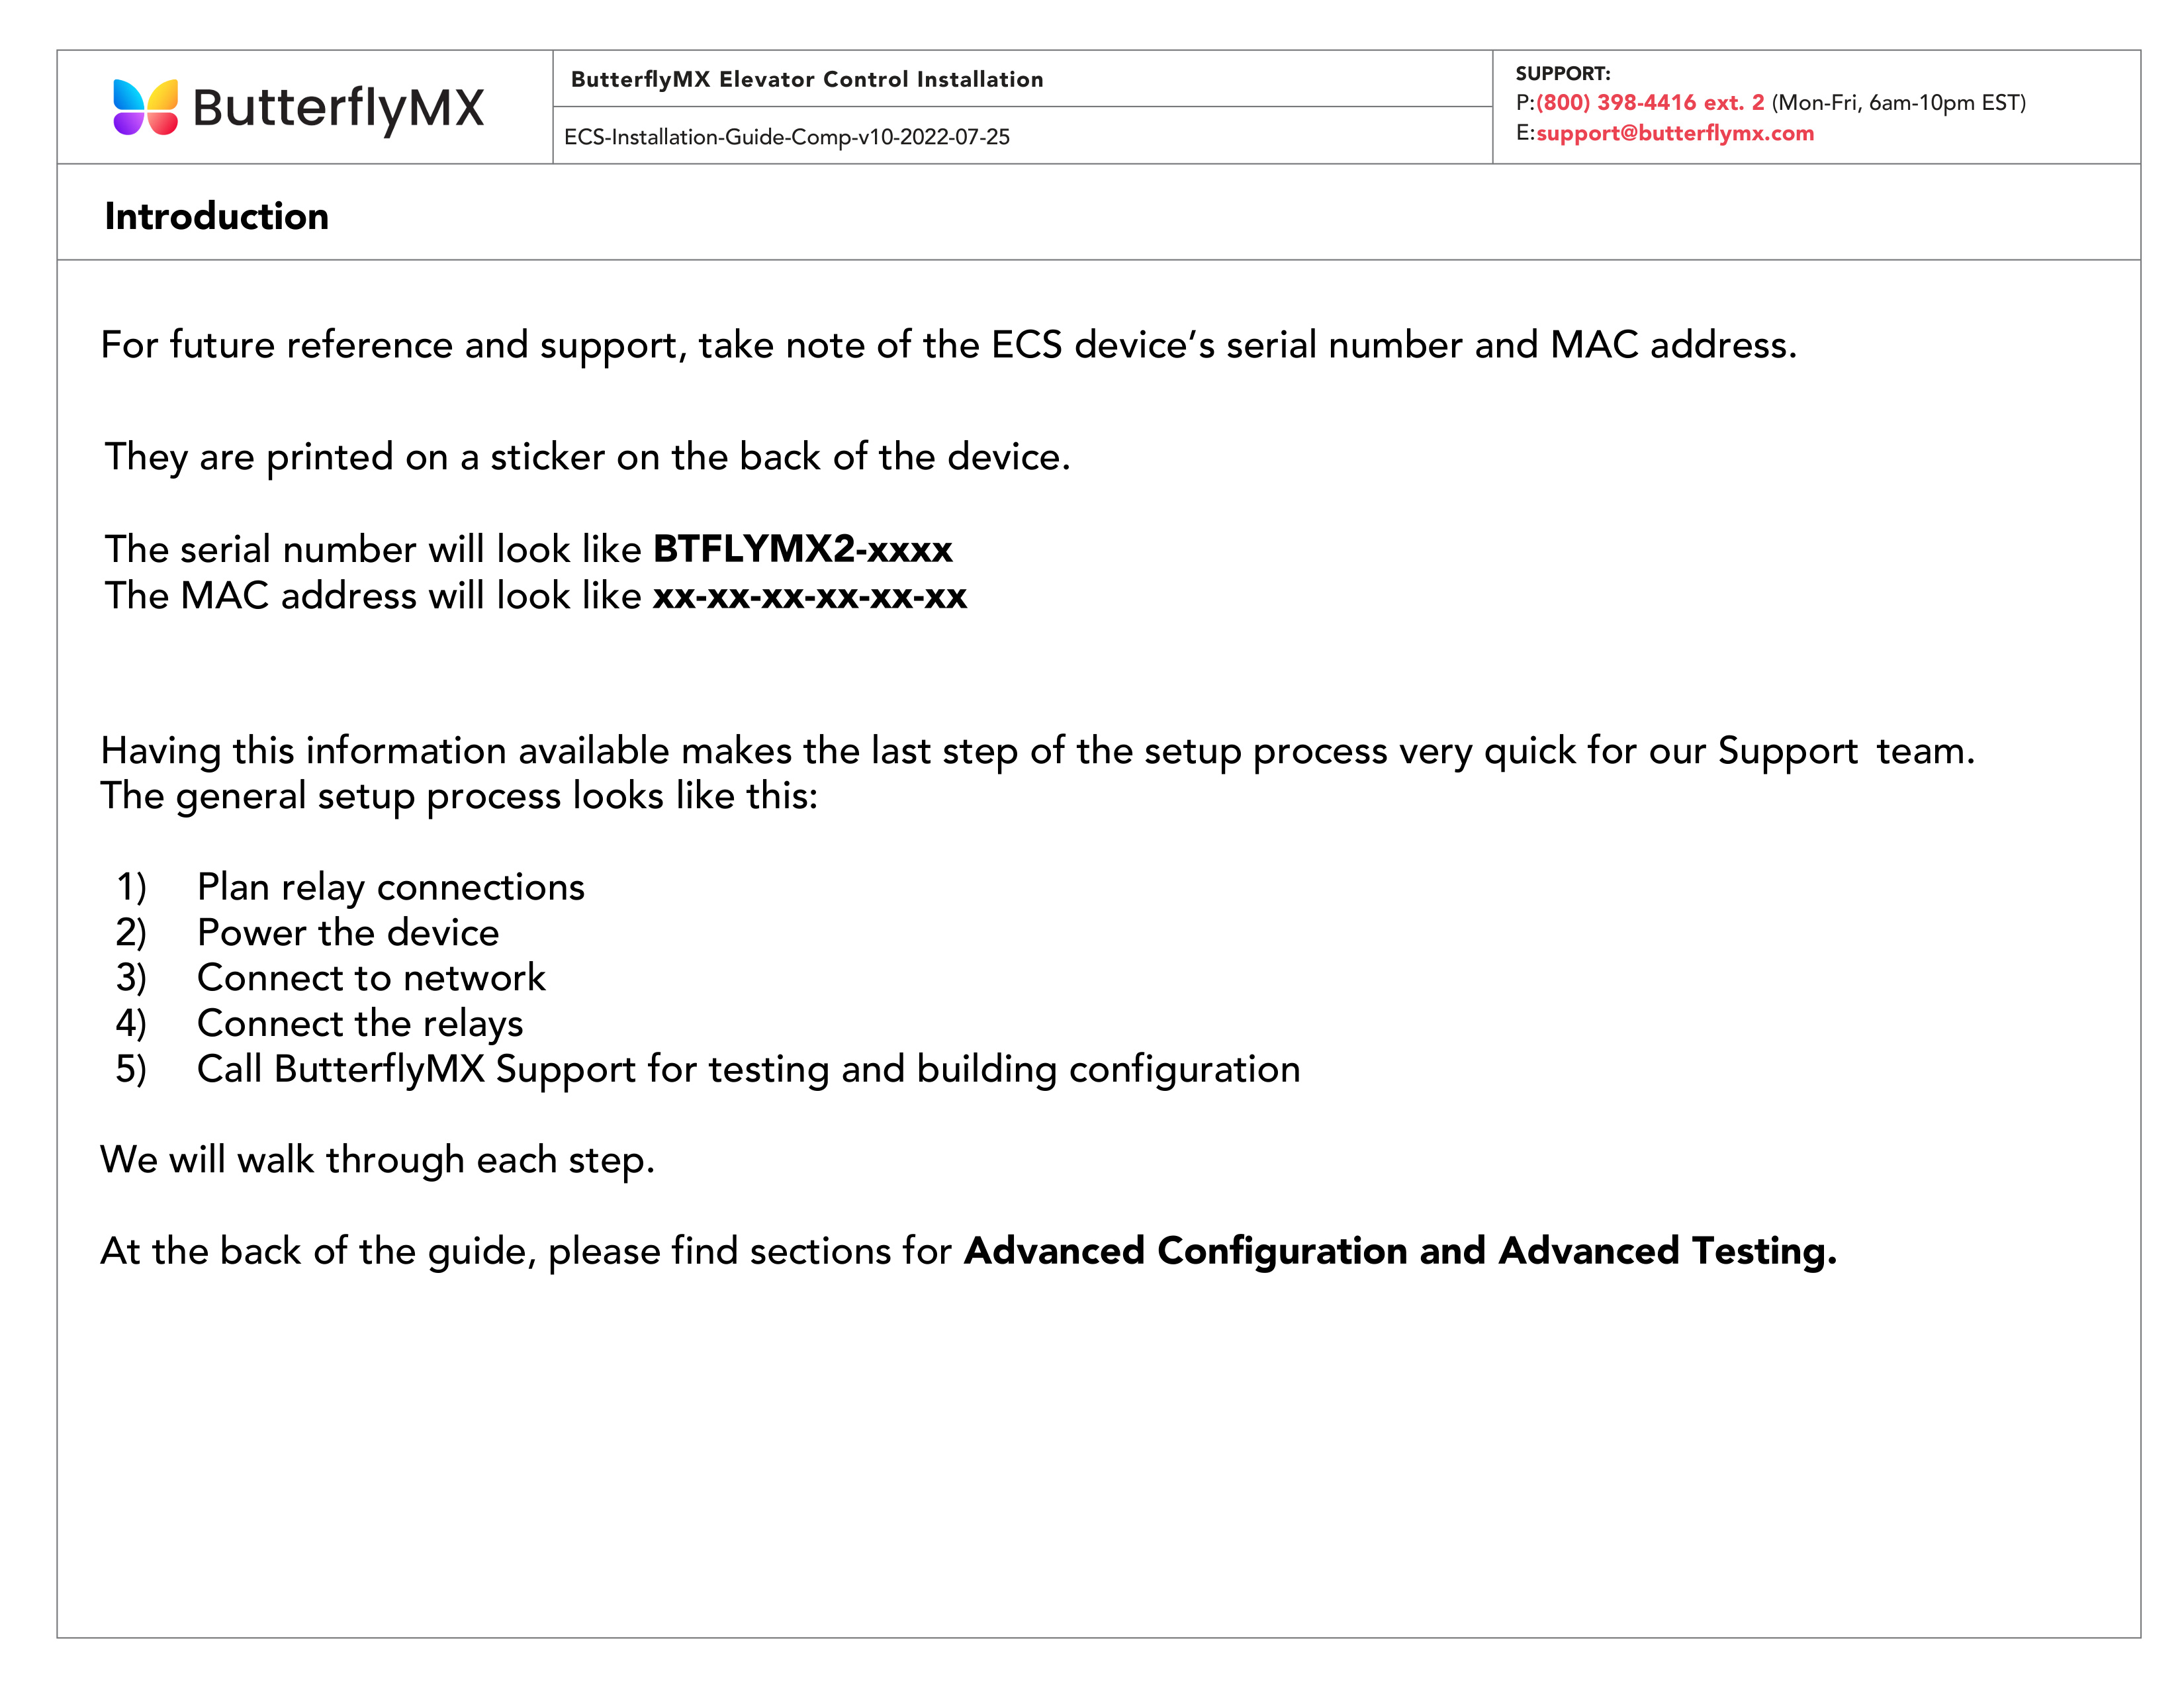 ButterflyMX
ButterflyMX Elevator Control Installation
ECS-Installation-Guide-Comp-v10-2022-07-25
SUPPORT:
P:(800) 398-4416 ext. 2 (Mon-Fri, 6am-10pm EST)
E:support@butterflymx.com
Introduction
For future reference and support, take note of the ECS device’s serial number and MAC address.
They are printed on a sticker on the back of the device.
The serial number will look like BTFLYMX2-xxxx
The MAC address will look like xx-xx-xx-xx-xx-xx
Having this information available makes the last step of the setup process very quick for our Support team.
The general setup process looks like this:
1) Plan relay connections
2) Power the device
3) Connect to network
4) Connect the relays
5) Call ButterflyMX Support for testing and building configuration
We will walk through each step.
At the back of the guide, please find sections for Advanced Configuration and Advanced Testing.